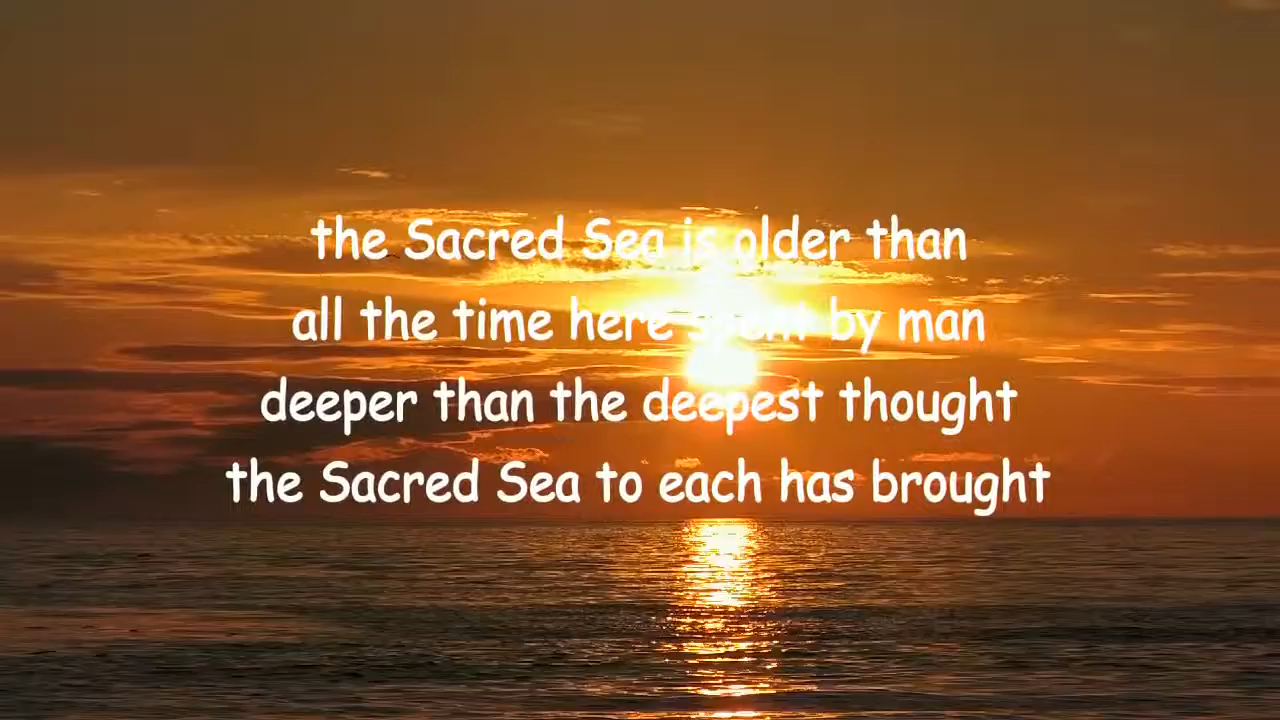 the Sacred Sea is older than
all the time here spent by man
deeper than the deepest thought
the Sacred Sea to each has brought